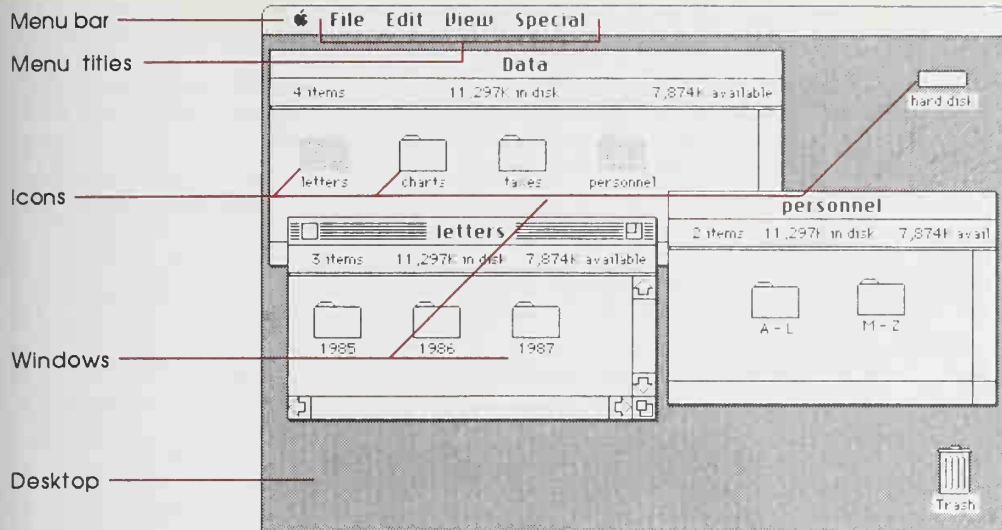 Menu bar
File Edit View Special
Menu titles
Data
4 items 11,297K in disk 7,874K available
hard disk
letters charts taxes personnel
Icons
personnel
2 items 11,297K in disk 7,874K avail
letters
3 items 11,297K in disk 7,874K available
A - L M - Z
1985 1986 1987
Windows
Desktop
Trash